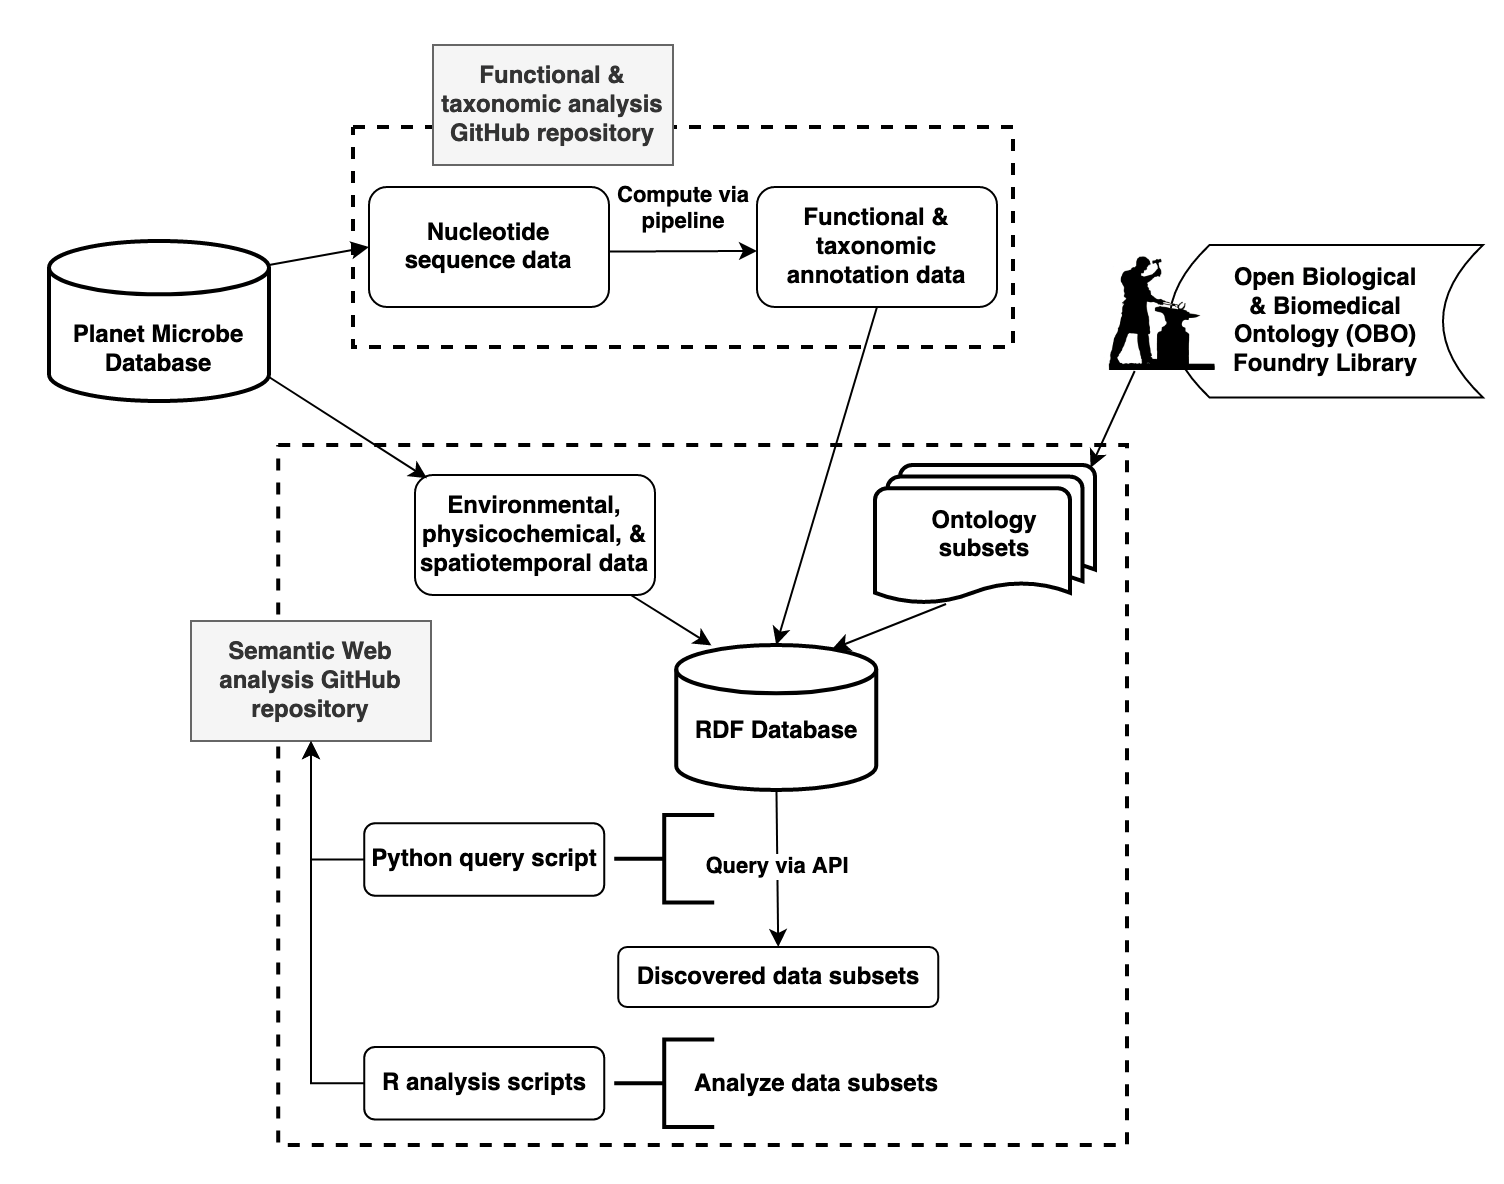 Functional &
taxonomic analysis
GitHub repository
Compute via
pipeline
Nucleotide
sequence data
Functional &
taxonomic
annotation data
Planet Microbe
Database
Open Biological
& Biomedical
Ontology (OBO)
Foundry Library
Environmental,
physicochemical, &
spatiotemporal data
Ontology
subsets
Semantic Web
analysis GitHub
repository
RDF Database
Python query script
Query via API
Discovered data subsets
R analysis scripts
Analyze data subsets